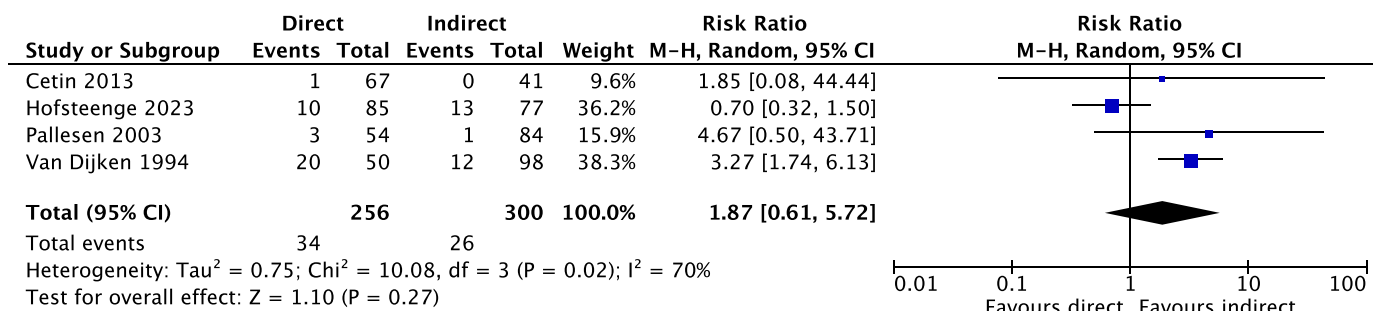 Direct Indirect Risk Ratio Risk Ratio
Study or Subgroup Events Total Events Total Weight M-H, Random, 95% CI M-H, Random, 95% CI
Cetin 2013 1 67 0 41 9.6% 1.85 [0.08, 44.44]
Hofsteenge 2023 10 85 13 77 36.2% 0.70 [0.32, 1.50]
Pallesen 2003 3 54 1 84 15.9% 4.67 [0.50, 43.71]
Van Dijken 1994 20 50 12 98 38.3% 3.27 [1.74, 6.13]
Total (95% CI) 256 300 100.0% 1.87 [0.61, 5.72]
Total events 34 26
Heterogeneity: Tau² = 0.75; Chi² = 10.08, df = 3 (P = 0.02); I² = 70%
Test for overall effect: Z = 1.10 (P = 0.27)
0.01 0.1 1 10 100
Favours direct Favours indirect